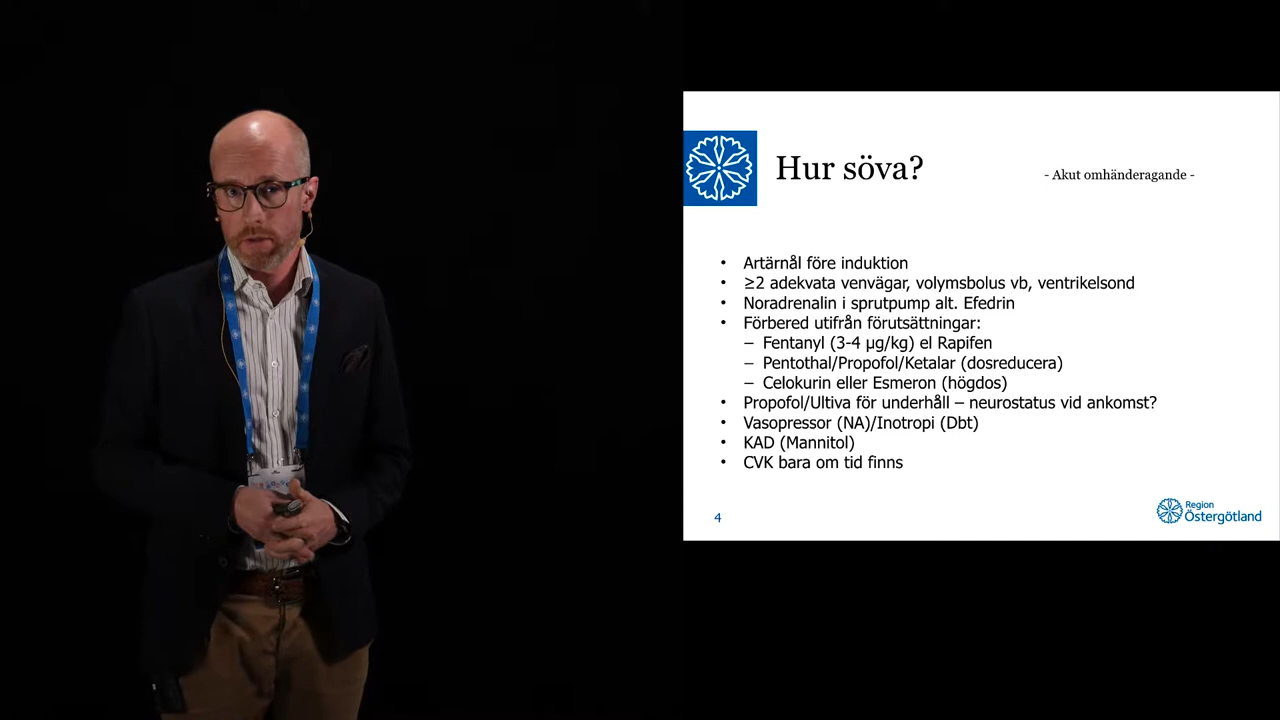 Hur söva?
- Akut omhänderagande -
• Artärnål före induktion
• ≥2 adekvata venvägar, volymsbolus vb, ventrikelsond
• Noradrenalin i sprutpump alt. Efedrin
• Förbered utifrån förutsättningar:
– Fentanyl (3-4 µg/kg) el Rapifen
– Pentothal/Propofol/Ketalar (dosreducera)
– Celokurin eller Esmeron (högdos)
• Propofol/Ultiva för underhåll – neurostatus vid ankomst?
• Vasopressor (NA)/Inotropi (Dbt)
• KAD (Mannitol)
• CVK bara om tid finns
4
Region
Östergötland